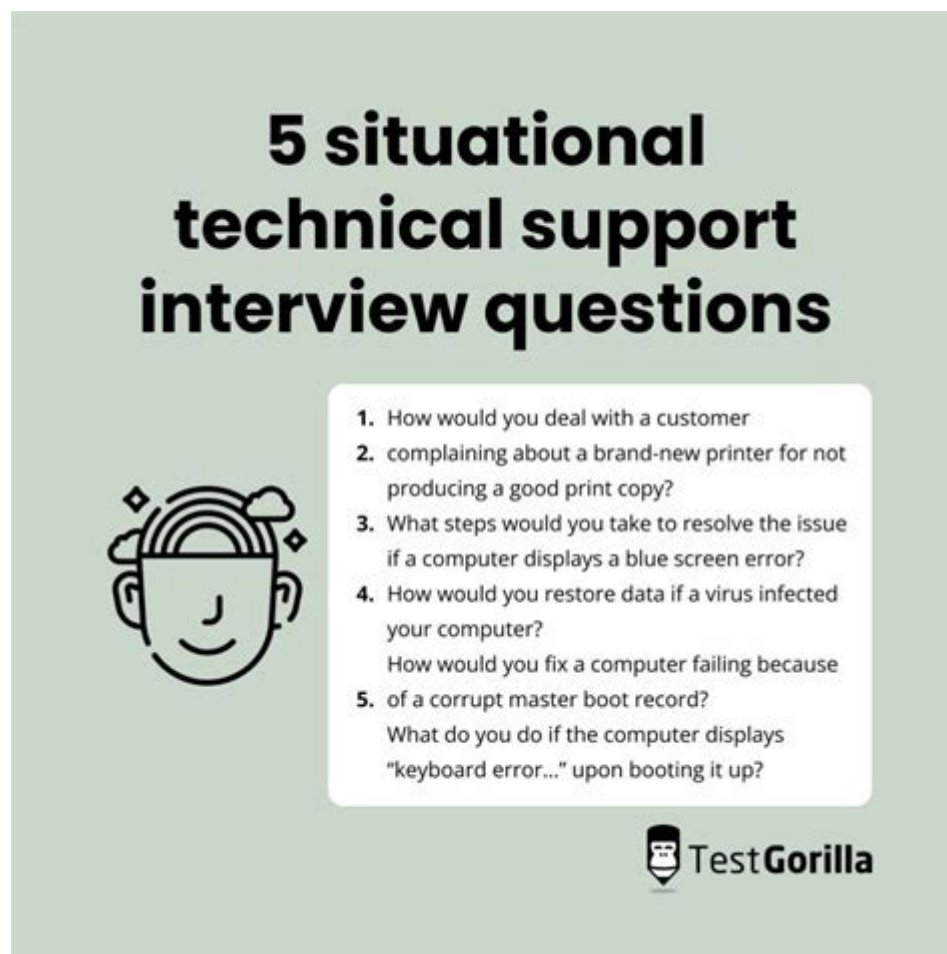 5 situational
technical support
interview questions
1. How would you deal with a customer
2. complaining about a brand-new printer for not
producing a good print copy?
3. What steps would you take to resolve the issue
if a computer displays a blue screen error?
4. How would you restore data if a virus infected
your computer?
How would you fix a computer failing because
5. of a corrupt master boot record?
What do you do if the computer displays
“keyboard error...” upon booting it up?
TestGorilla